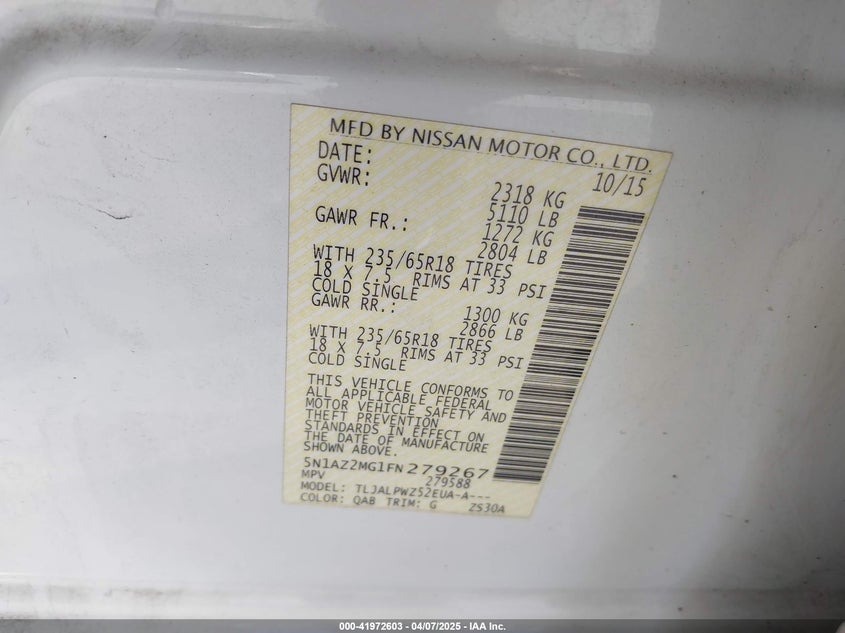 MFD BY NISSAN MOTOR CO., LTD.
DATE: 10/15
GVWR: 2318 KG
5110 LB
GAWR FR.: 1272 KG
2804 LB
WITH 235/65R18 TIRES
18 X 7.5 RIMS AT 33 PSI
COLD SINGLE
GAWR RR.: 1300 KG
2866 LB
WITH 235/65R18 TIRES
18 X 7.5 RIMS AT 33 PSI
COLD SINGLE
THIS VEHICLE CONFORMS TO
ALL APPLICABLE FEDERAL
MOTOR VEHICLE SAFETY AND
THEFT PREVENTION
STANDARDS IN EFFECT ON
THE DATE OF MANUFACTURE
SHOWN ABOVE.
5N1AZ2MG1FN279267
MPV 279588
MODEL: TLJALPWZ52EUA-A---
COLOR: QAB TRIM: G ZS30A
000-41972603 - 04/07/2025 - IAA Inc.